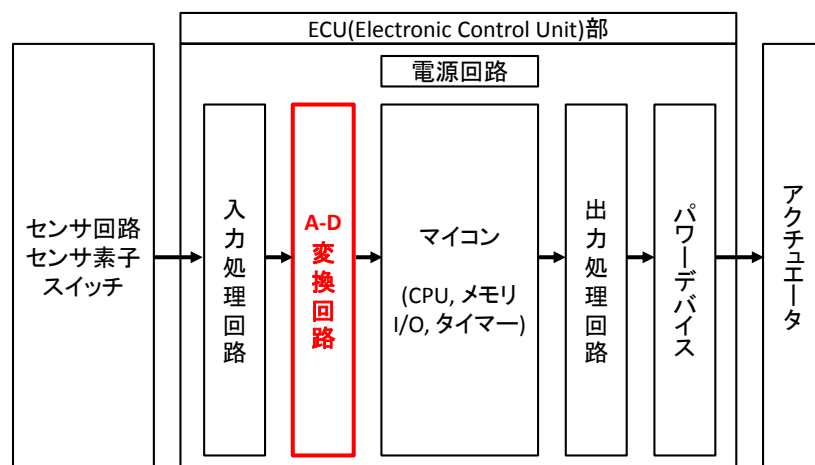 ECU(Electronic Control Unit)部
電源回路
センサ回路
センサ素子
スイッチ
入力処理回路
A-D
変換回路
マイコン
(CPU, メモリ
I/O, タイマー)
出力処理回路
パワーデバイス
アクチュエータ